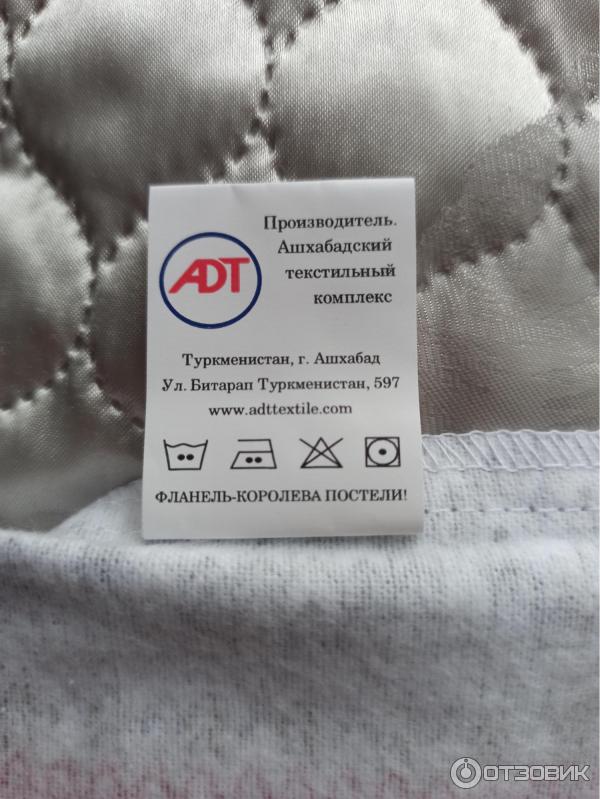 ADT
Производитель.
Ашхабадский
текстильный
комплекс
Туркменистан, г. Ашхабад
Ул. Битарап Туркменистан, 597
www.adttextile.com
ФЛАНЕЛЬ-КОРОЛЕВА ПОСТЕЛИ!
ОТЗОВИК